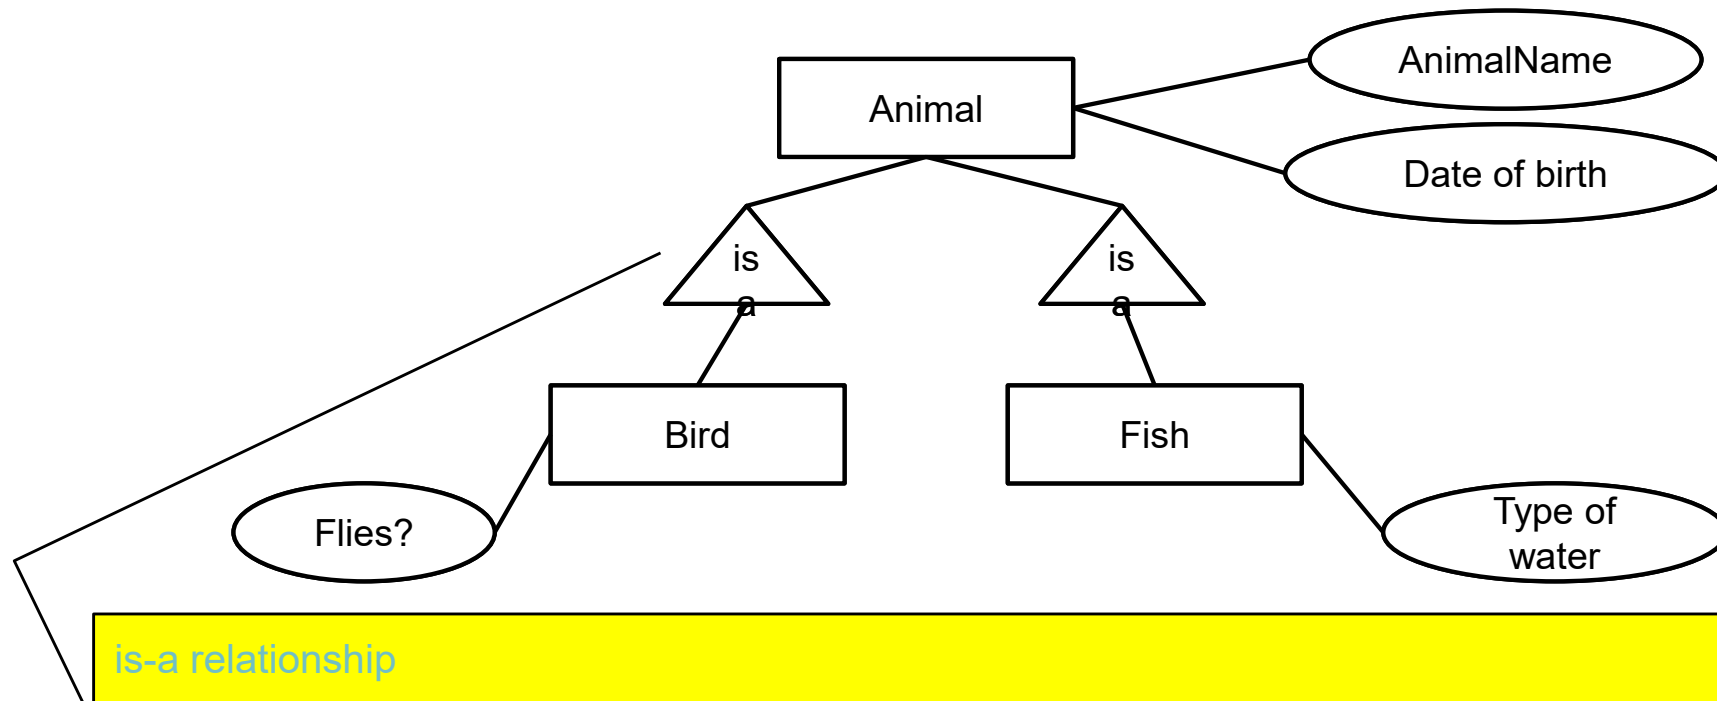 AnimalName
Animal
Date of birth
is
a
is
a
Bird
Fish
Flies?
Type of
water
is-a relationship